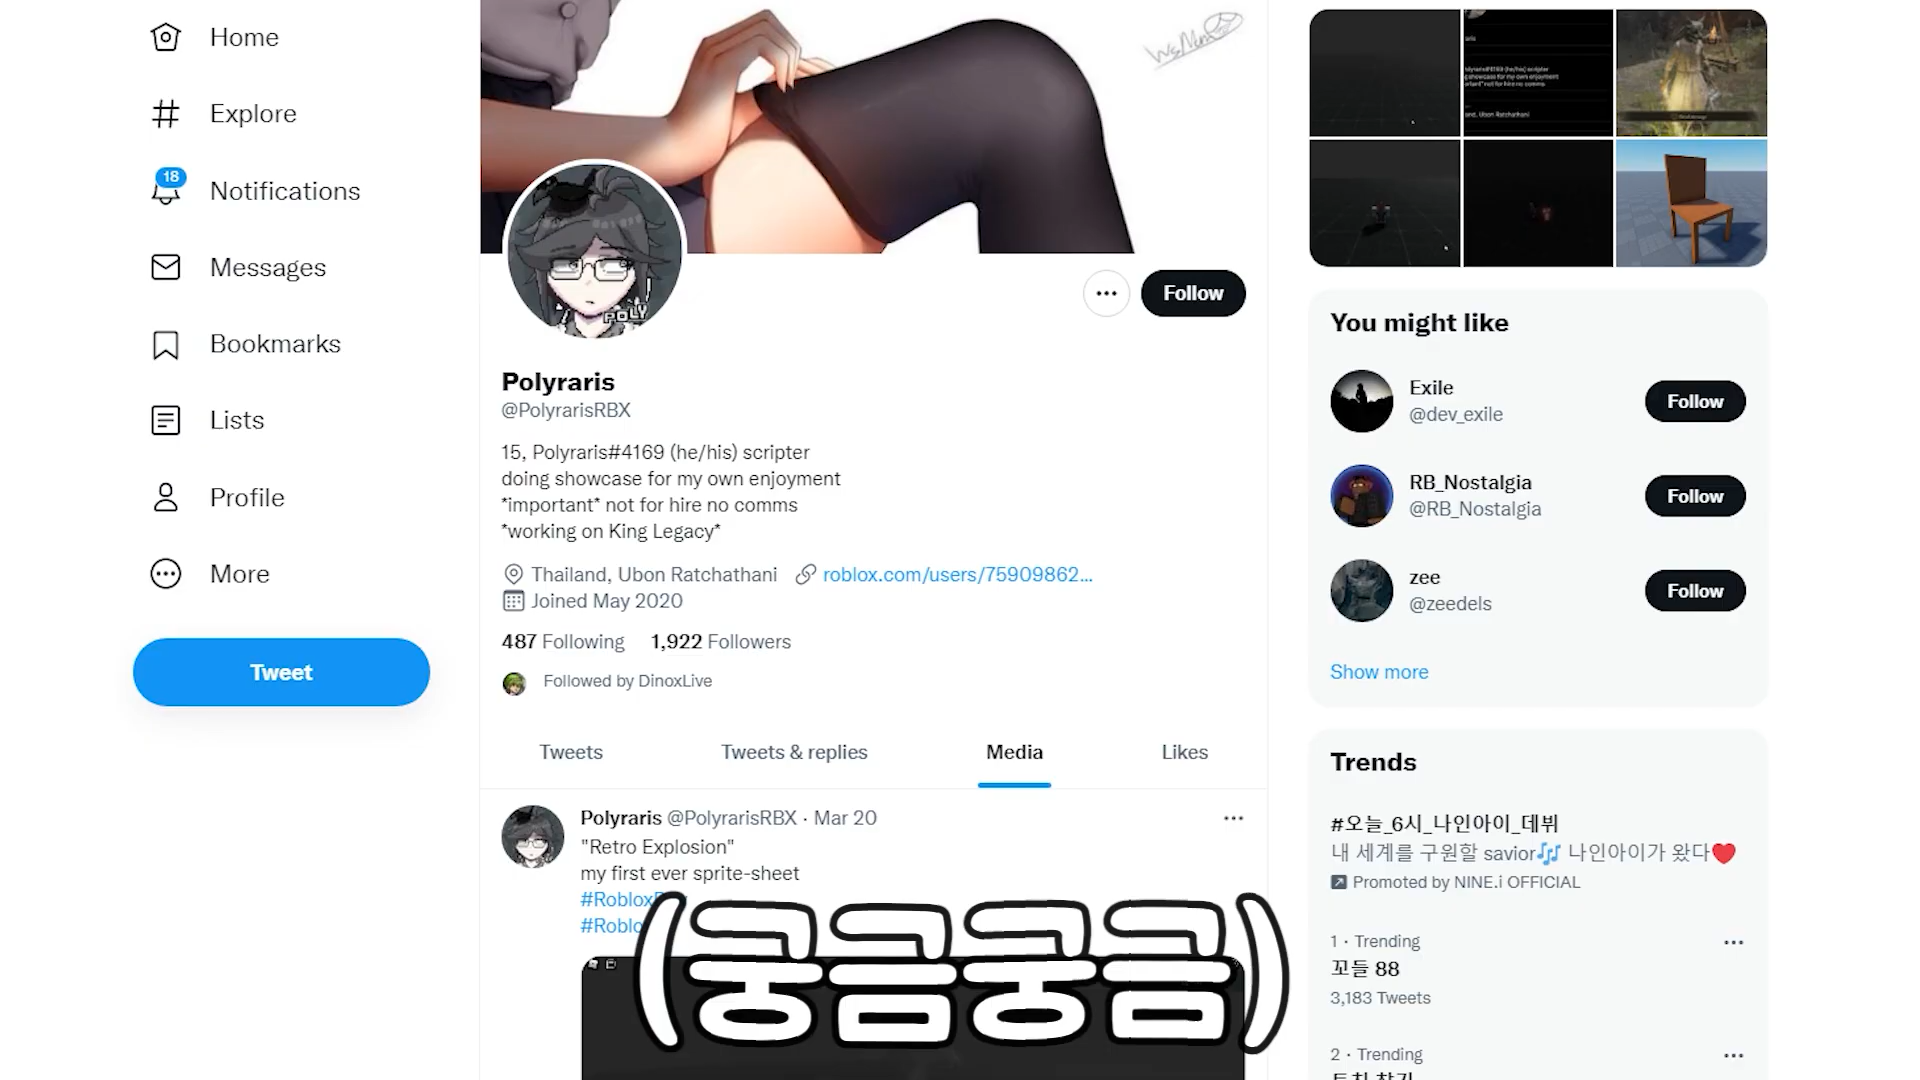 Home
Explore
18
Notifications
Messages
Bookmarks
Lists
Profile
More
Tweet
POLY
Follow
Polyraris
@PolyrarisRBX
15, Polyraris#4169 (he/his) scripter
doing showcase for my own enjoyment
*important* not for hire no comms
*working on King Legacy*
Thailand, Ubon Ratchathani
roblox.com/users/75909862...
Joined May 2020
487 Following 1,922 Followers
Followed by DinoxLive
Tweets
Tweets & replies
Media
Likes
Polyraris @PolyrarisRBX · Mar 20
"Retro Explosion"
my first ever sprite-sheet
(궁금궁금)
You might like
Exile
@dev_exile
Follow
RB_Nostalgia
@RB_Nostalgia
Follow
zee
@zeedels
Follow
Show more
Trends
#오늘_6시_나인아이_데뷔
내 세계를 구원할 savior🎶 나인아이가 왔다❤️
Promoted by NINE.i OFFICIAL
1 · Trending
꼬들 88
3,183 Tweets
2 · Trending